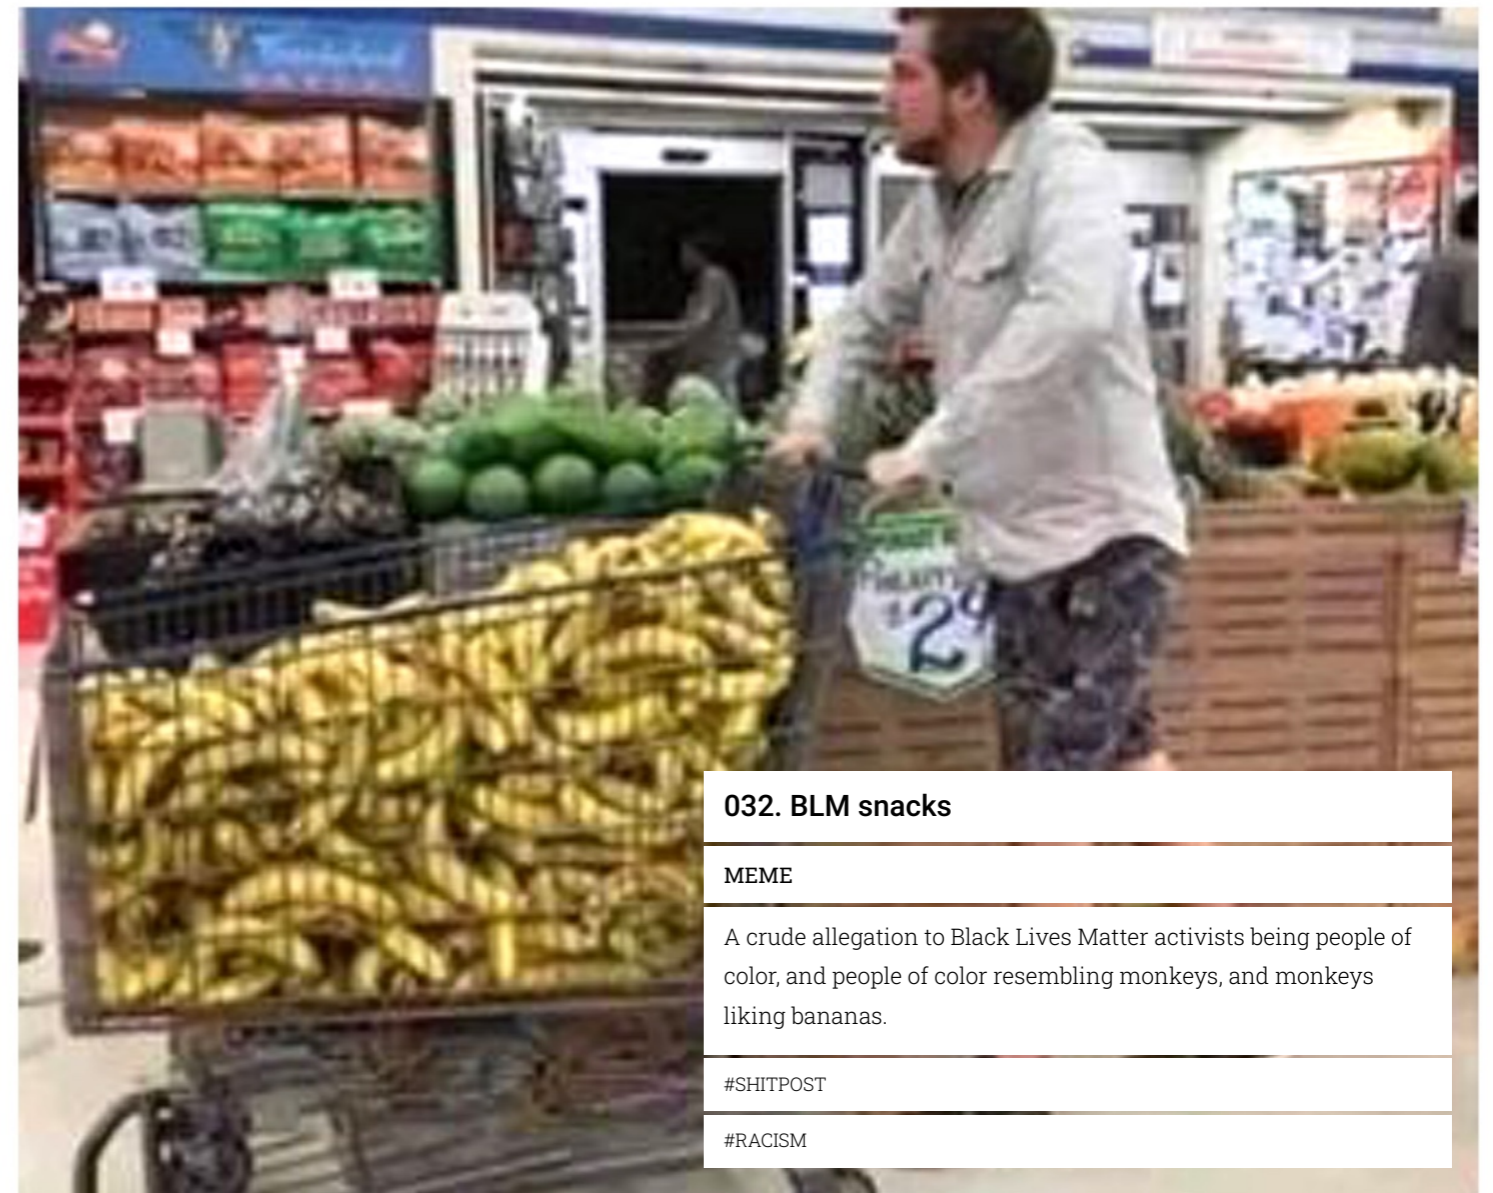 2
032. BLM snacks
MEME
A crude allegation to Black Lives Matter activists being people of
color, and people of color resembling monkeys, and monkeys
liking bananas.
#SHITPOST
#RACISM